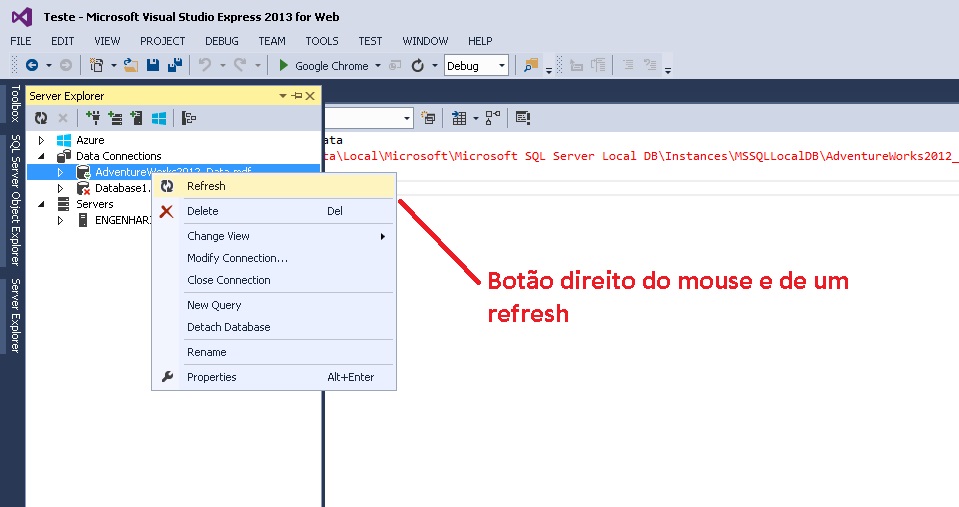 Teste - Microsoft Visual Studio Express 2013 for Web
FILE EDIT VIEW PROJECT DEBUG TEAM TOOLS TEST WINDOW HELP
Google Chrome Debug
Toolbox
SQL Server Object Explorer
Server Explorer
Server Explorer
Azure
Data Connections
AdventureWorks2012_Data.mdf
Database1.
Servers
ENGENHARI
Refresh
Delete Del
Change View
Modify Connection...
Close Connection
New Query
Detach Database
Rename
Properties Alt+Enter
ata
ta\Local\Microsoft\Microsoft SQL Server Local DB\Instances\MSSQLLocalDB\AdventureWorks2012_
Botão direito do mouse e de um
refresh